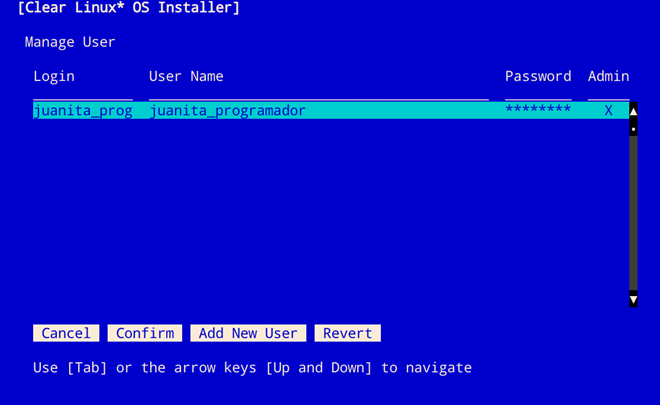 [Clear Linux* OS Installer]
Manage User
Login User Name Password Admin
juanita_prog juanita_programador ******** X
Cancel Confirm Add New User Revert
Use [Tab] or the arrow keys [Up and Down] to navigate